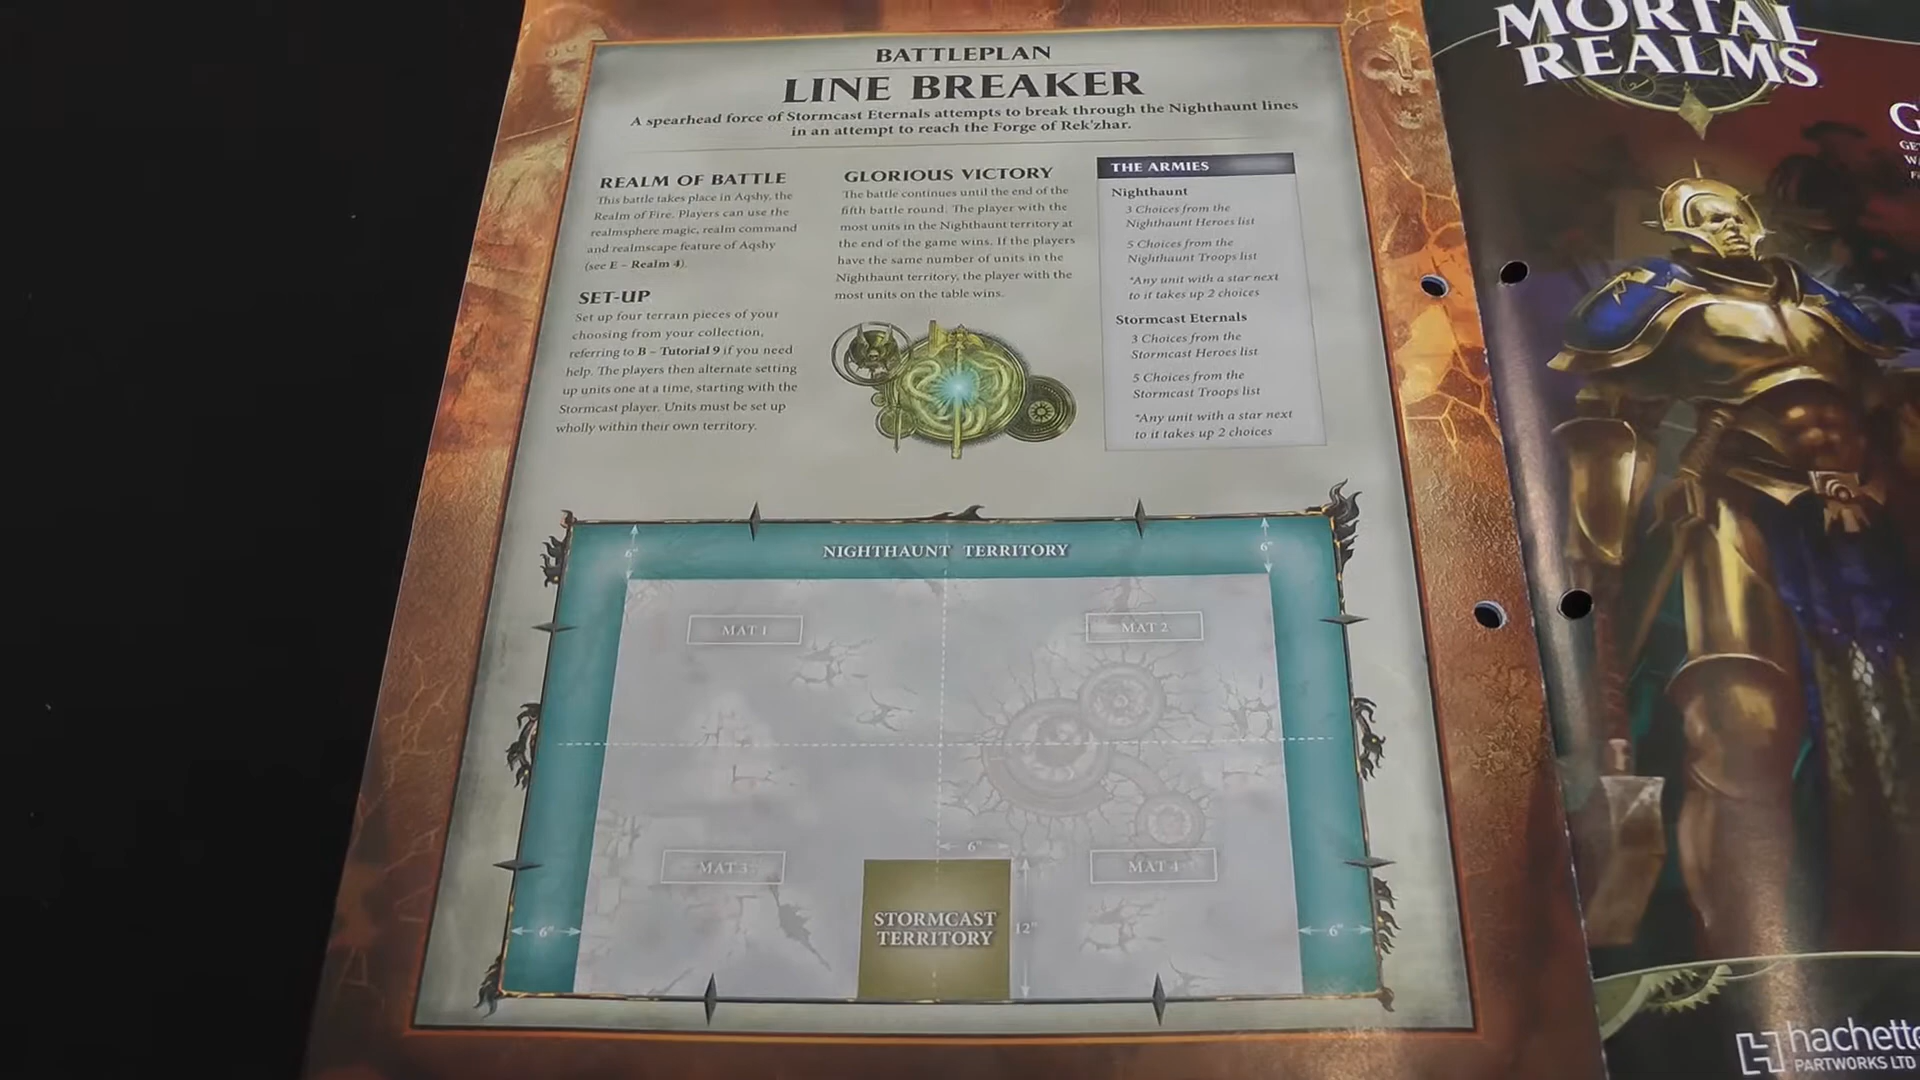 BATTLEPLAN
LINE BREAKER
A spearhead force of Stormcast Eternals attempts to break through the Nighthaunt lines
in an attempt to reach the Forge of Rek'zhar.
REALM OF BATTLE
This battle takes place in Aqshy, the
Realm of Fire. Players can use the
realmsphere magic, realm command
and realmscape feature of Aqshy
(see E – Realm 4).
SET-UP
Set up four terrain pieces of your
choosing from your collection,
referring to B – Tutorial 9 if you need
help. The players then alternate setting
up units one at a time, starting with the
Stormcast player. Units must be set up
wholly within their own territory.
GLORIOUS VICTORY
The battle continues until the end of the
fifth battle round. The player with the
most units in the Nighthaunt territory at
the end of the game wins. If the players
have the same number of units in the
Nighthaunt territory, the player with the
most units on the table wins.
THE ARMIES
Nighthaunt
3 Choices from the
Nighthaunt Heroes list
5 Choices from the
Nighthaunt Troops list
*Any unit with a star next
to it takes up 2 choices
Stormcast Eternals
3 Choices from the
Stormcast Heroes list
5 Choices from the
Stormcast Troops list
*Any unit with a star next
to it takes up 2 choices
6"
NIGHTHAUNT TERRITORY
6"
MAT 1
MAT 2
6"
MAT 3
MAT 4
STORMCAST
TERRITORY
12"
6"
6"
MORTAL
REALMS
G
GE
W
F
hachette
PARTWORKS LTD